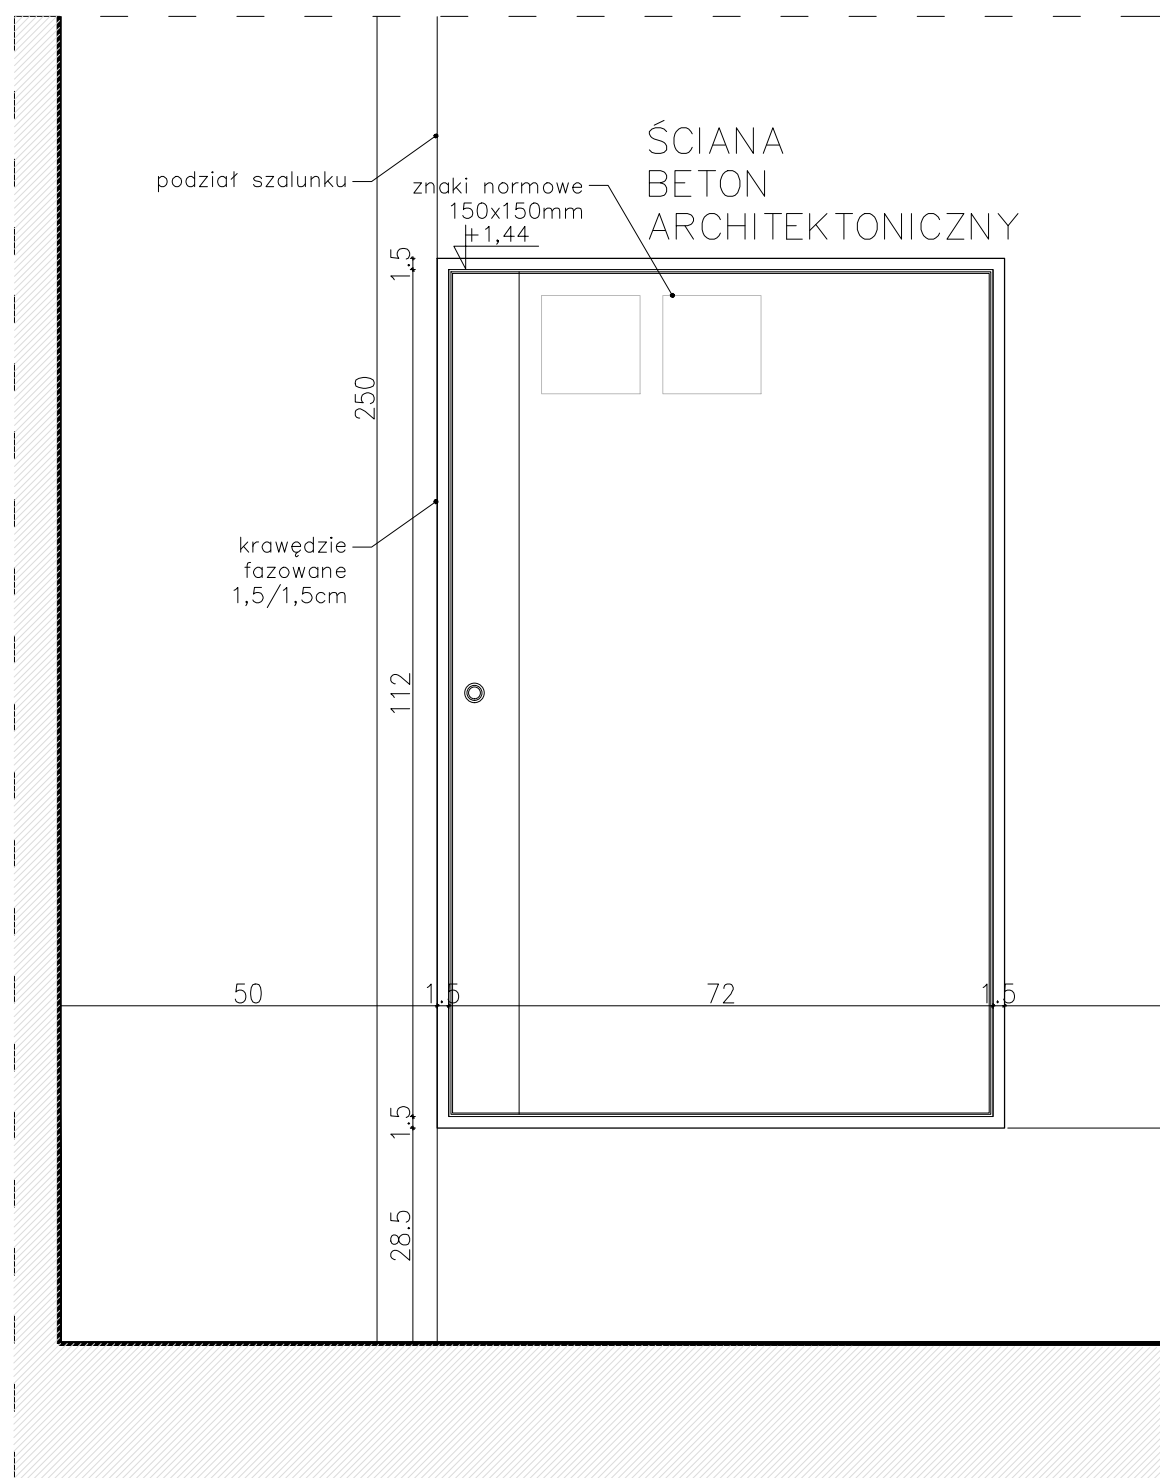 ŚCIANA
BETON
ARCHITEKTONICZNY
podział szalunku
znaki normowe
150x150mm
+1,44
1.5
250
krawędzie
fazowane
1,5/1,5cm
112
50
1.5
72
1.5
1.5
28.5